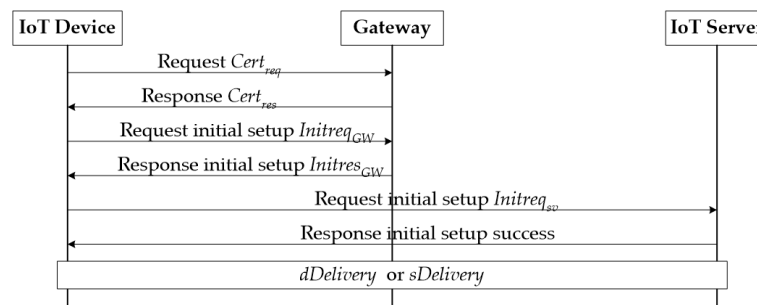 IoT Device Gateway IoT Server
Request Cert_req
Response Cert_res
Request initial setup Initreq_GW
Response initial setup Initres_GW
Request initial setup Initreq_sv
Response initial setup success
dDelivery or sDelivery